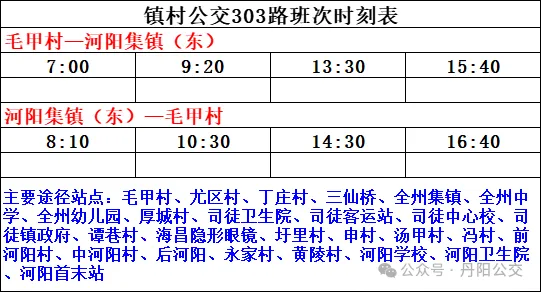 镇村公交303路班次时刻表
毛甲村—河阳集镇（东）
7:00 9:20 13:30 15:40
河阳集镇（东）—毛甲村
8:10 10:30 14:30 16:40
主要途径站点：毛甲村、尤区村、丁庄村、三仙桥、全州集镇、全州中
学、全州幼儿园、厚城村、司徒卫生院、司徒客运站、司徒中心校、司
徒镇政府、谭巷村、海昌隐形眼镜、圩里村、申村、汤甲村、冯村、前
河阳村、中河阳村、后河阳、永家村、黄陵村、河阳学校、河阳卫生院
、河阳首末站
公众号·丹阳公交